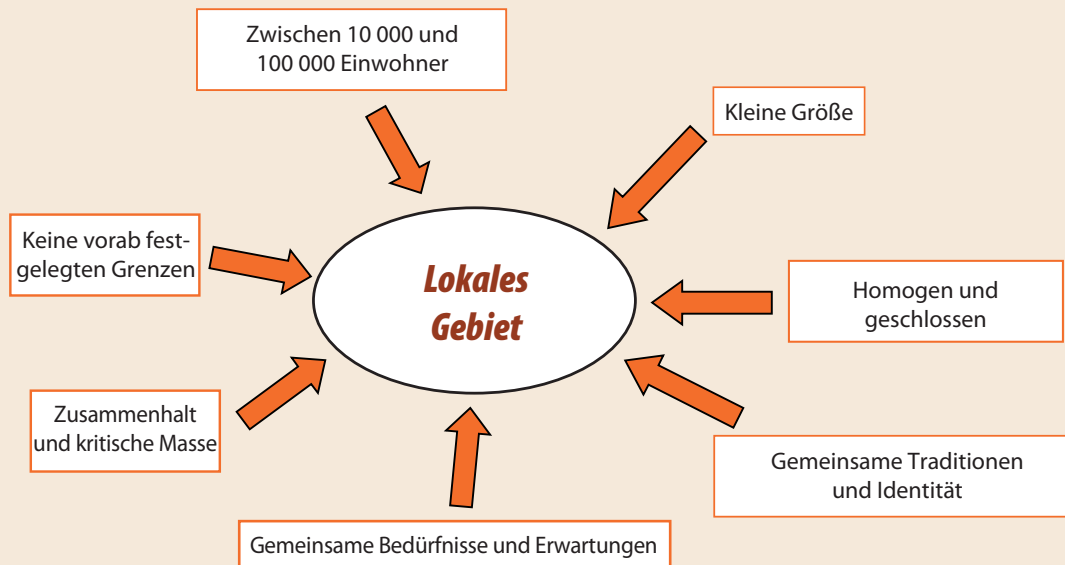 Zwischen 10 000 und
100 000 Einwohner
Kleine Größe
Keine vorab fest-
gelegten Grenzen
Lokales
Gebiet
Homogen und
geschlossen
Zusammenhalt
und kritische Masse
Gemeinsame Traditionen
und Identität
Gemeinsame Bedürfnisse und Erwartungen